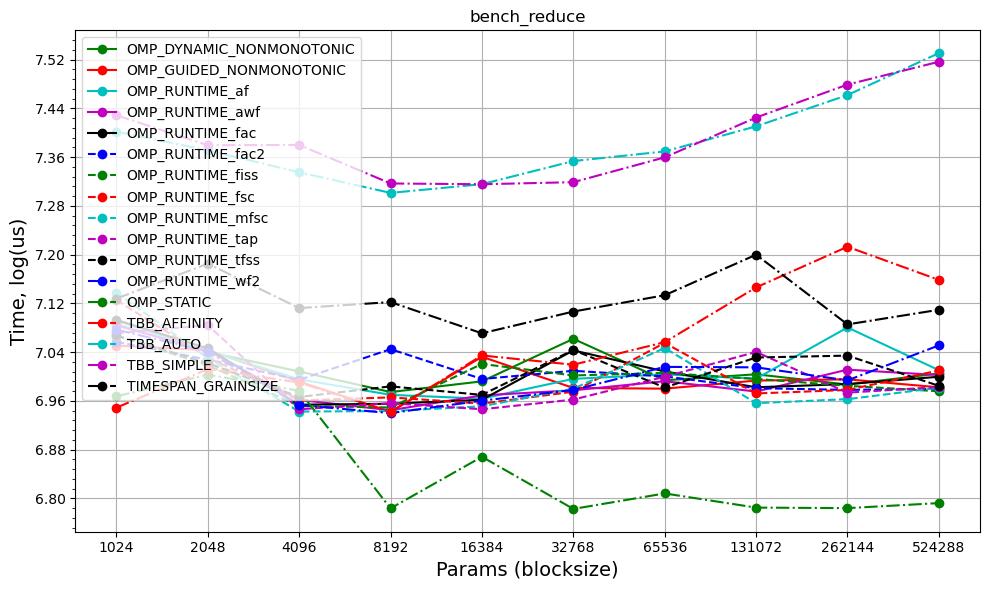 bench_reduce
OMP_DYNAMIC_NONMONOTONIC
OMP_GUIDED_NONMONOTONIC
OMP_RUNTIME_af
OMP_RUNTIME_awf
OMP_RUNTIME_fac
OMP_RUNTIME_fac2
OMP_RUNTIME_fiss
OMP_RUNTIME_fsc
OMP_RUNTIME_mfsc
OMP_RUNTIME_tap
OMP_RUNTIME_tfss
OMP_RUNTIME_wf2
OMP_STATIC
TBB_AFFINITY
TBB_AUTO
TBB_SIMPLE
TIMESPAN_GRANSIZE
Time, log(us)
7.52
7.44
7.36
7.28
7.20
7.12
7.04
6.96
6.88
6.80
1024 2048 4096 8192 16384 32768 65536 131072 262144 524288
Params (blocksize)